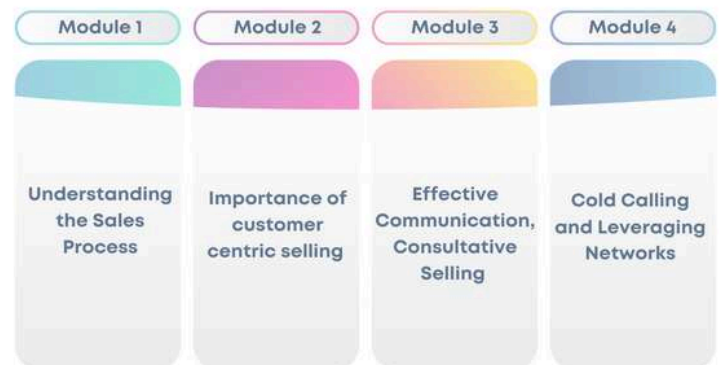 Module 1
Module 2
Module 3
Module 4
Understanding
the Sales
Process
Importance of
customer
centric selling
Effective
Communication,
Consultative
Selling
Cold Calling
and Leveraging
Networks